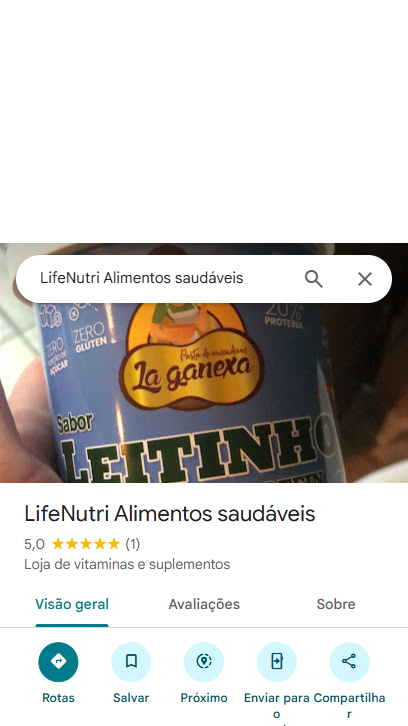 LifeNutri Alimentos saudáveis
ZERO
GLUTEN
ZERO
AÇÚCAR
20%
PROTEÍNA
Pasta de amendoim
La ganexa
Sabor
LEITINHO
LifeNutri Alimentos saudáveis
5,0 ★★★★★ (1)
Loja de vitaminas e suplementos
Visão geral
Avaliações
Sobre
Rotas
Salvar
Próximo
Enviar para o
Compartilhar